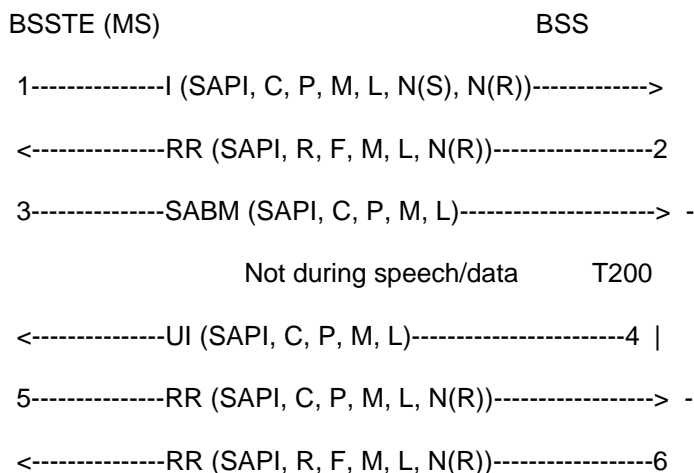 BSSTE (MS) BSS
1---------------I (SAPI, C, P, M, L, N(S), N(R))------------->
<---------------RR (SAPI, R, F, M, L, N(R))------------------2
3---------------SABM (SAPI, C, P, M, L)----------------------> -
Not during speech/data T200
<---------------UI (SAPI, C, P, M, L)------------------------4 |
5---------------RR (SAPI, C, P, M, L, N(R))------------------> -
<---------------RR (SAPI, R, F, M, L, N(R))------------------6